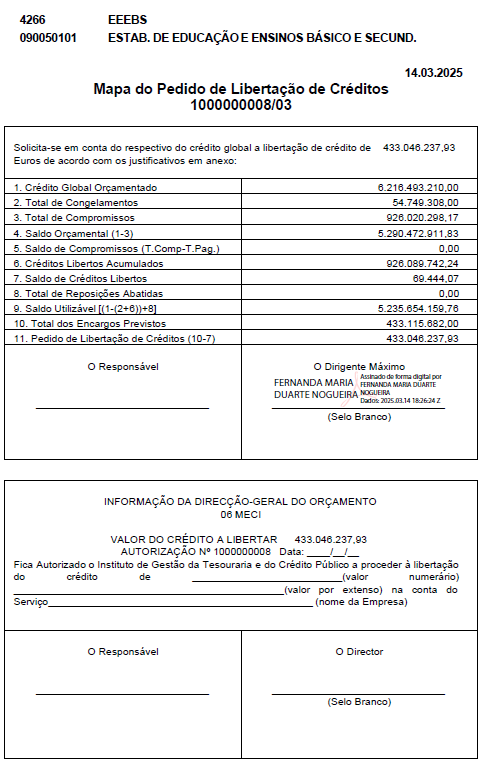 4266 EEEBS
090050101 ESTAB. DE EDUCAÇÃO E ENSINOS BÁSICO E SECUND.
14.03.2025
Mapa do Pedido de Libertação de Créditos
1000000008/03
Solicita-se em conta do respectivo do crédito global a libertação de crédito de 433.046.237,93
Euros de acordo com os justificativos em anexo:
1. Crédito Global Orçamentado 6.216.493.210,00
2. Total de Congelamentos 54.749.308,00
3. Total de Compromissos 926.020.298,17
4. Saldo Orçamental (1-3) 5.290.472.911,83
5. Saldo de Compromissos (T.Comp-T.Pag.) 0,00
6. Créditos Libertos Acumulados 926.089.742,24
7. Saldo de Créditos Libertos 69.444,07
8. Total de Reposições Abatidas 0,00
9. Saldo Utilizável [(1-(2+6))+8] 5.235.654.159,76
10. Total dos Encargos Previstos 433.115.682,00
11. Pedido de Libertação de Créditos (10-7) 433.046.237,93
O Responsável O Dirigente Máximo
FERNANDA MARIA
DUARTE NOGUEIRA
Assinado de forma digital por
FERNANDA MARIA DUARTE
NOGUEIRA
Dados: 2025.03.14 18:26:24 Z
(Selo Branco)
INFORMAÇÃO DA DIRECÇÃO-GERAL DO ORÇAMENTO
06 MECI
VALOR DO CRÉDITO A LIBERTAR 433.046.237,93
AUTORIZAÇÃO Nº 1000000008 Data: ____/__/__
Fica Autorizado o Instituto de Gestão da Tesouraria e do Crédito Público a proceder à libertação
do crédito de ____________________________(valor numerário)
__________________________________________________(valor por extenso) na conta do
Serviço________________________________________________ (nome da Empresa)
O Responsável O Director
(Selo Branco)